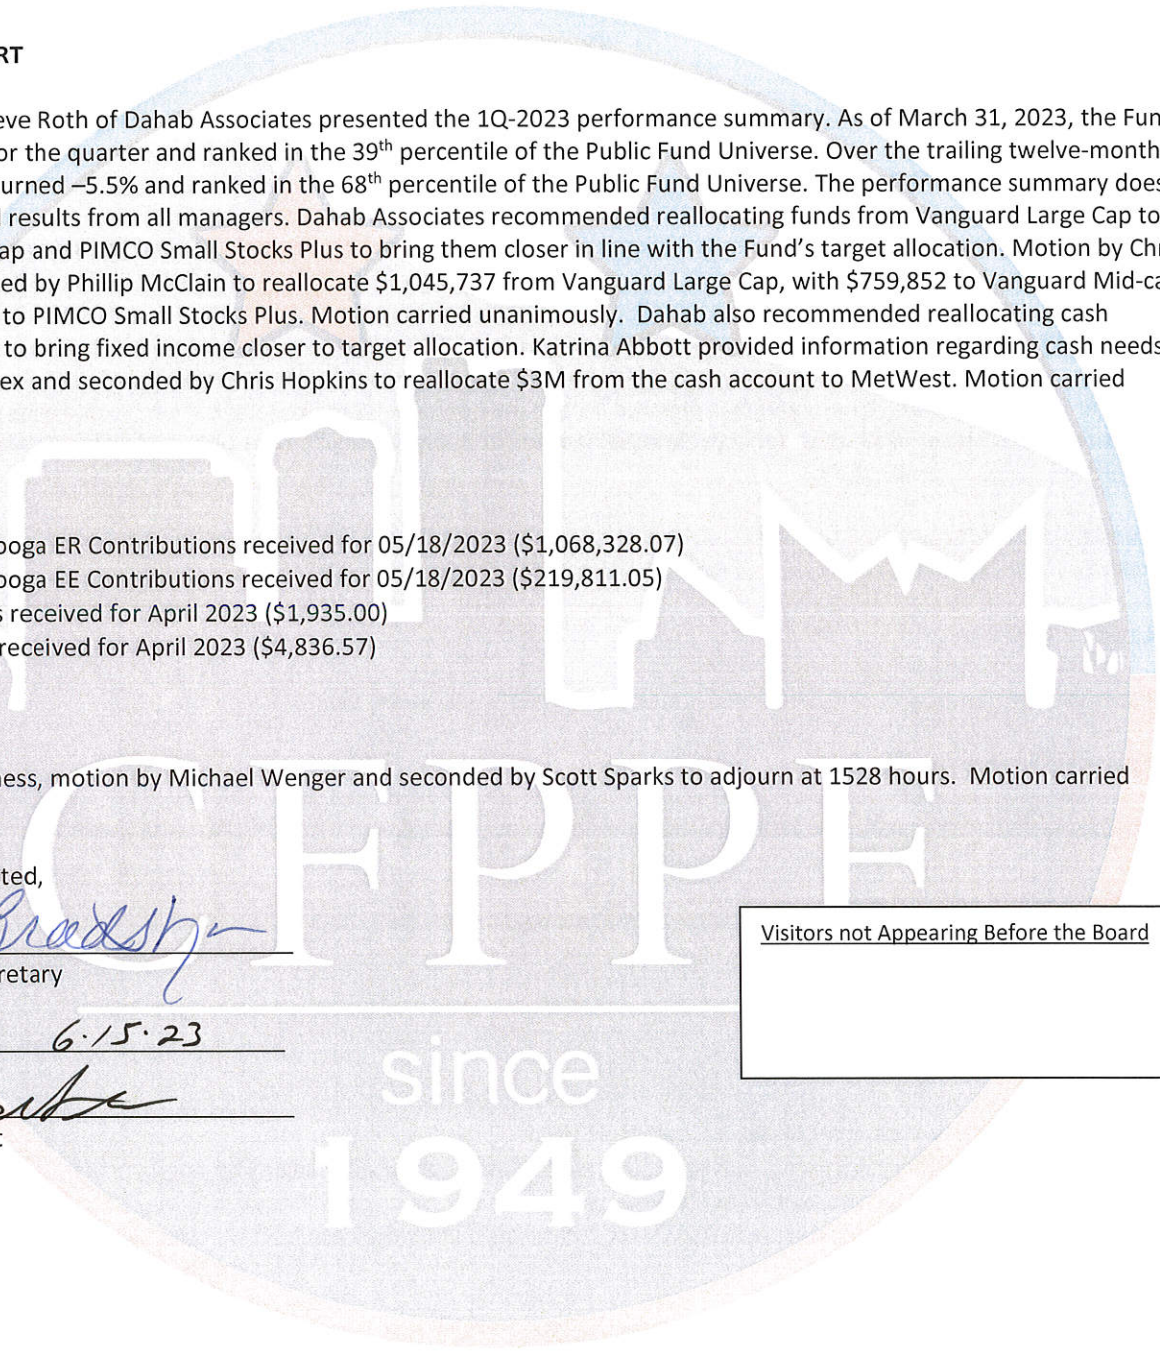 RT
eve Roth of Dahab Associates presented the 1Q-2023 performance summary. As of March 31, 2023, the Fun
or the quarter and ranked in the 39th percentile of the Public Fund Universe. Over the trailing twelve-month
urned –5.5% and ranked in the 68th percentile of the Public Fund Universe. The performance summary does
l results from all managers. Dahab Associates recommended reallocating funds from Vanguard Large Cap to
ap and PIMCO Small Stocks Plus to bring them closer in line with the Fund's target allocation. Motion by Chr
ed by Phillip McClain to reallocate $1,045,737 from Vanguard Large Cap, with $759,852 to Vanguard Mid-ca
to PIMCO Small Stocks Plus. Motion carried unanimously. Dahab also recommended reallocating cash
to bring fixed income closer to target allocation. Katrina Abbott provided information regarding cash needs
ex and seconded by Chris Hopkins to reallocate $3M from the cash account to MetWest. Motion carried
ooga ER Contributions received for 05/18/2023 ($1,068,328.07)
ooga EE Contributions received for 05/18/2023 ($219,811.05)
s received for April 2023 ($1,935.00)
received for April 2023 ($4,836.57)
ness, motion by Michael Wenger and seconded by Scott Sparks to adjourn at 1528 hours. Motion carried
CFPPF
ted,
Bradshaw
Visitors not Appearing Before the Board
retary
6.15.23
since
1949